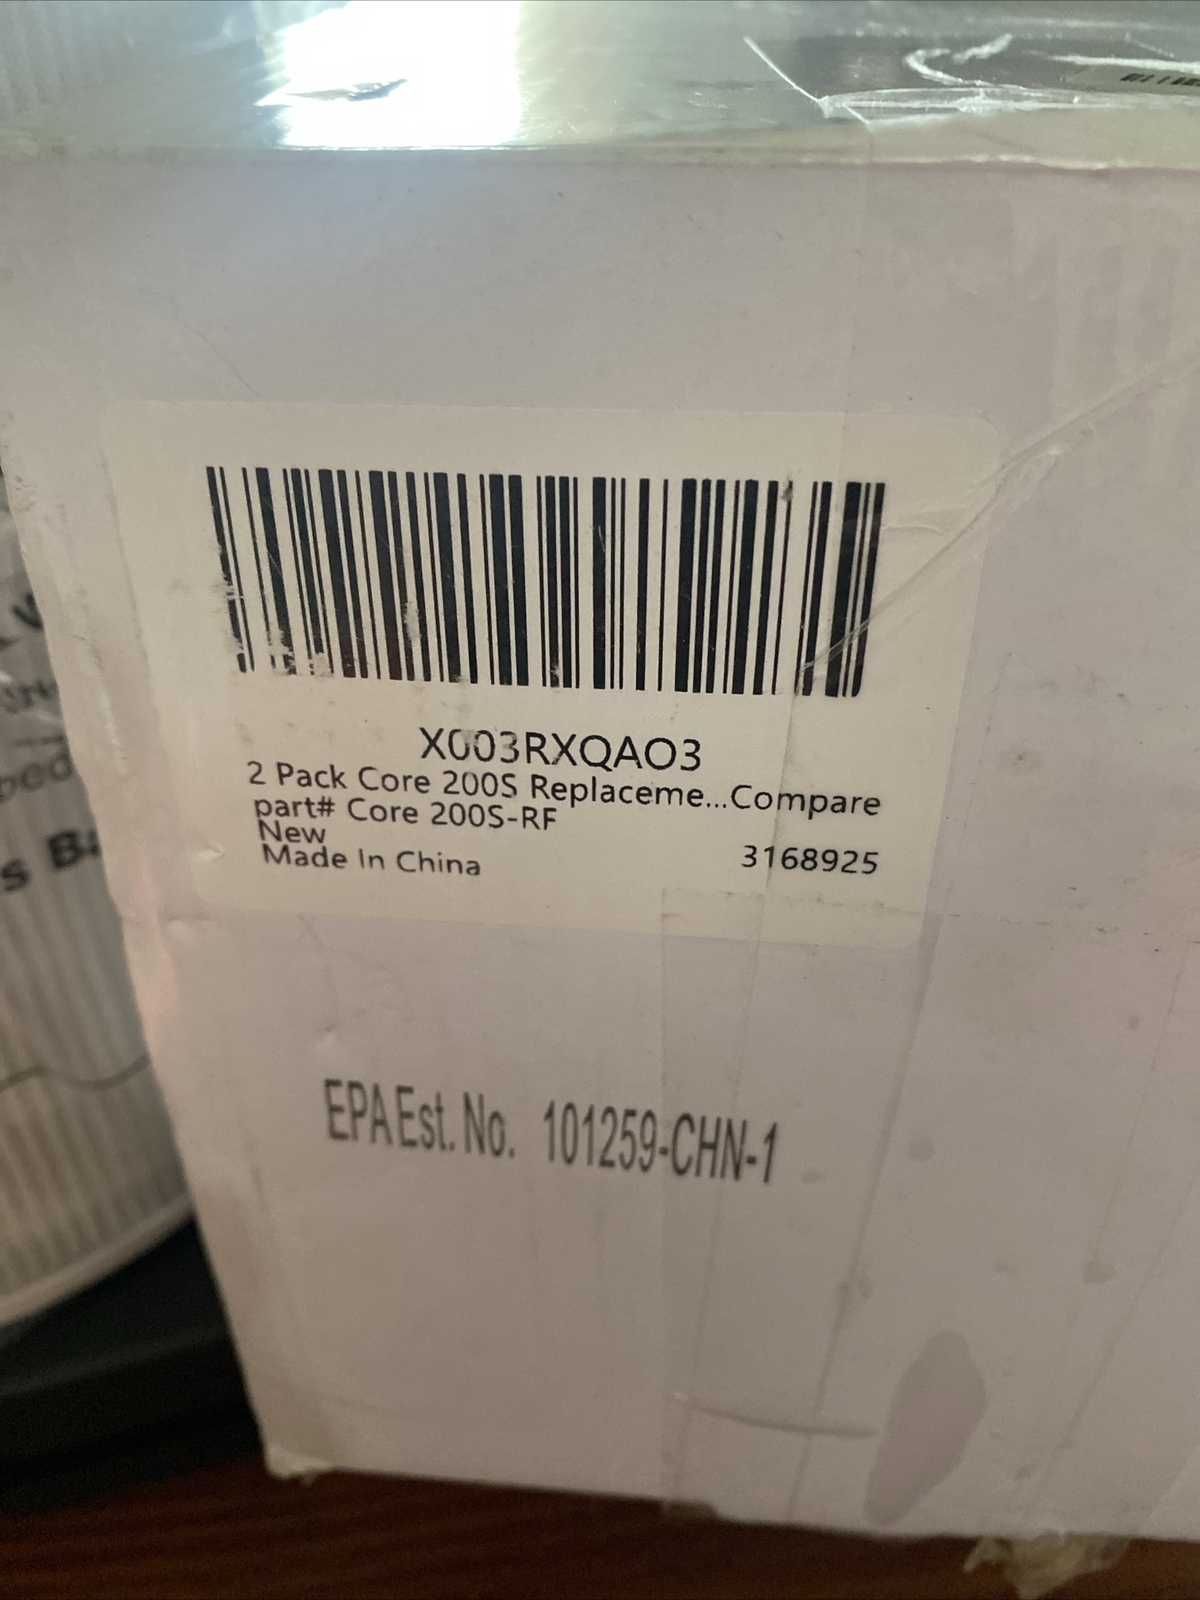 X003RXQAO3
2 Pack Core 200S Replaceme...Compare
part# Core 200S-RF
New
Made In China
3168925
EPA Est. No. 101259-CHN-1